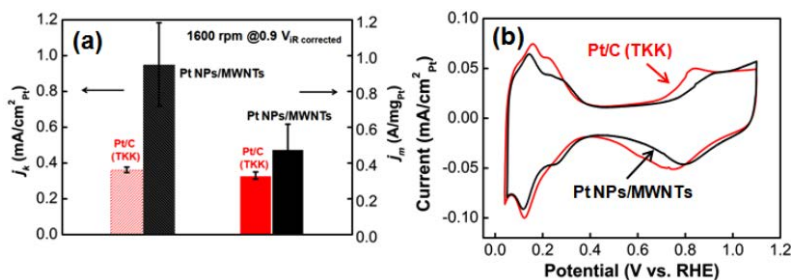 (a)
1600 rpm @0.9 ViR corrected
Pt NPs/MWNTs
Pt NPs/MWNTs
Pt/C
(TKK)
Pt/C
(TKK)
jk (mA/cm2Pt)
0.0
0.2
0.4
0.6
0.8
1.0
1.2
jm (A/mgPt)
0.0
0.2
0.4
0.6
0.8
1.0
1.2
(b)
Pt/C (TKK)
Pt NPs/MWNTs
Current (mA/cm2Pt)
0.10
0.05
0.00
-0.05
-0.10
0.0 0.2 0.4 0.6 0.8 1.0 1.2
Potential (V vs. RHE)